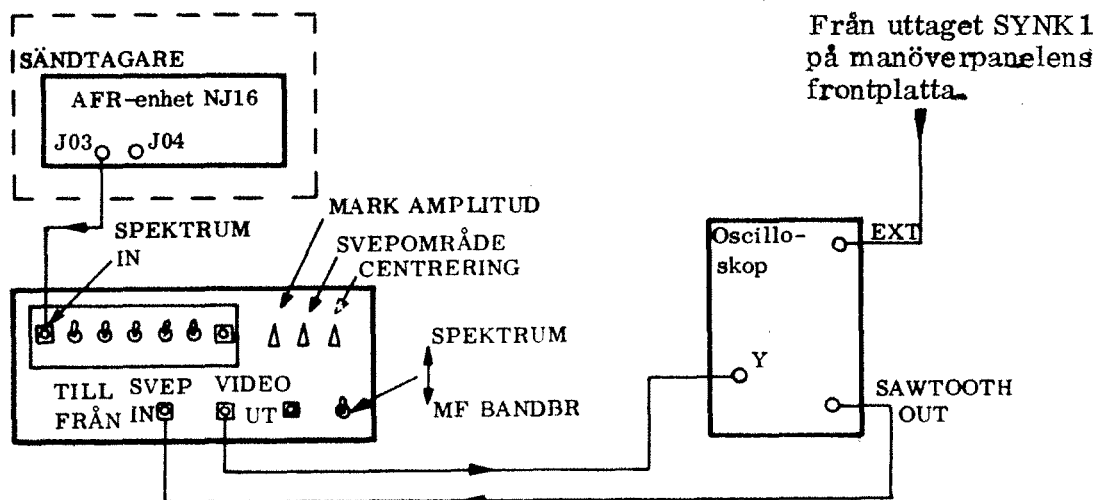 Från uttaget SYNK 1
på manöverpanelens
frontplatta.
SÄNDTAGARE
AFR-enhet NJ16
J03
J04
SPEKTRUM
IN
MARK AMPLITUD
SVEPOMRÅDE
CENTRERING
Oscillo-
skop
EXT
SPEKTRUM
MF BANDBR
Y
SAWTOOTH
OUT
TILL
FRÅN
SVEP
IN
VIDEO
UT